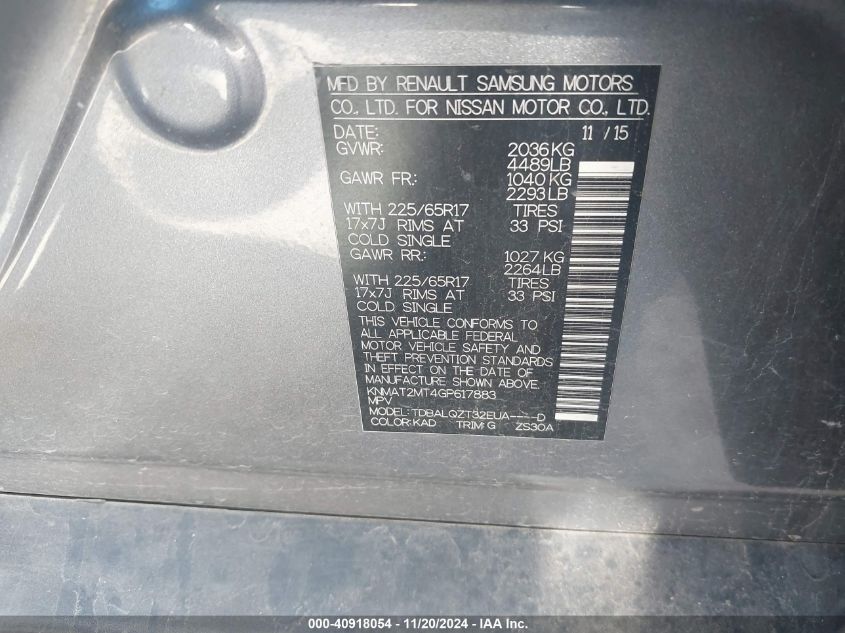 MFD BY RENAULT SAMSUNG MOTORS
CO., LTD. FOR NISSAN MOTOR CO., LTD.
DATE: 11 / 15
GVWR: 2036 KG
4489LB
GAWR FR.: 1040 KG
2293 LB
WITH 225/65R17 TIRES
17x7J RIMS AT 33 PSI
COLD SINGLE
GAWR RR.: 1027 KG
2264LB
WITH 225/65R17 TIRES
17x7J RIMS AT 33 PSI
COLD SINGLE
THIS VEHICLE CONFORMS TO
ALL APPLICABLE FEDERAL
MOTOR VEHICLE SAFETY AND
THEFT PREVENTION STANDARDS
IN EFFECT ON THE DATE OF
MANUFACTURE SHOWN ABOVE.
KNMAT2MT4GP617883
MPV
MODEL: TDBALQZT32EUA----D
COLOR: KAD TRIM: G ZS30A
000-40918054 - 11/20/2024 - IAA Inc.